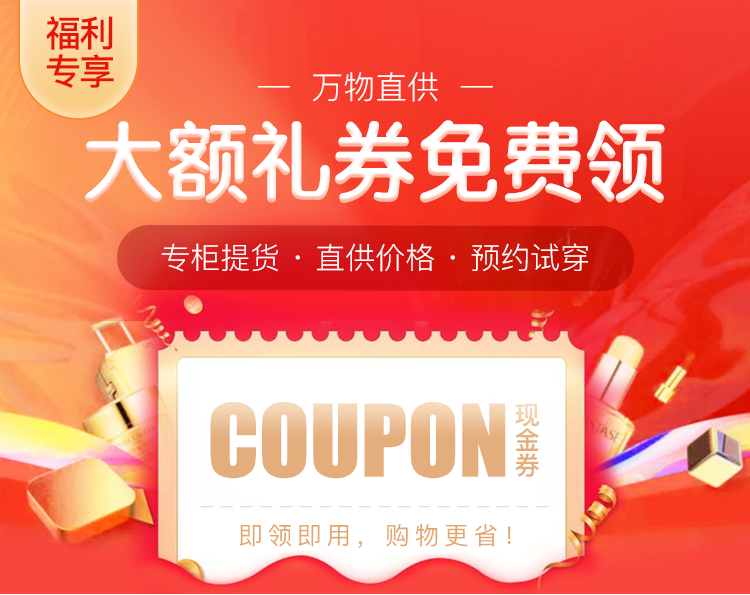 福利
专享
万物直供
大额礼券免费领
专柜提货 · 直供价格 · 预约试穿
COUPON
现金券
即领即用，购物更省！